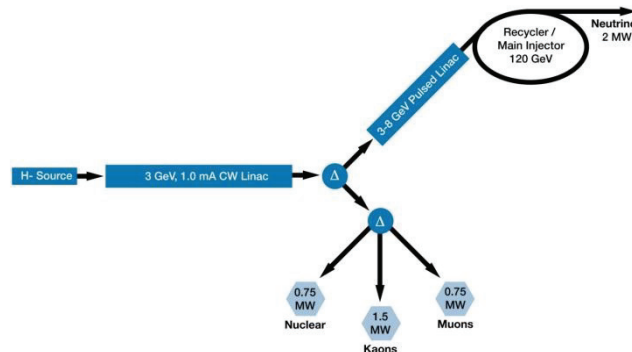 Neutrino
2 MW
Recycler /
Main Injector
120 GeV
3-8 GeV Pulsed Linac
H- Source
3 GeV, 1.0 mA CW Linac
Δ
Δ
0.75
MW
Nuclear
1.5
MW
Kaons
0.75
MW
Muons